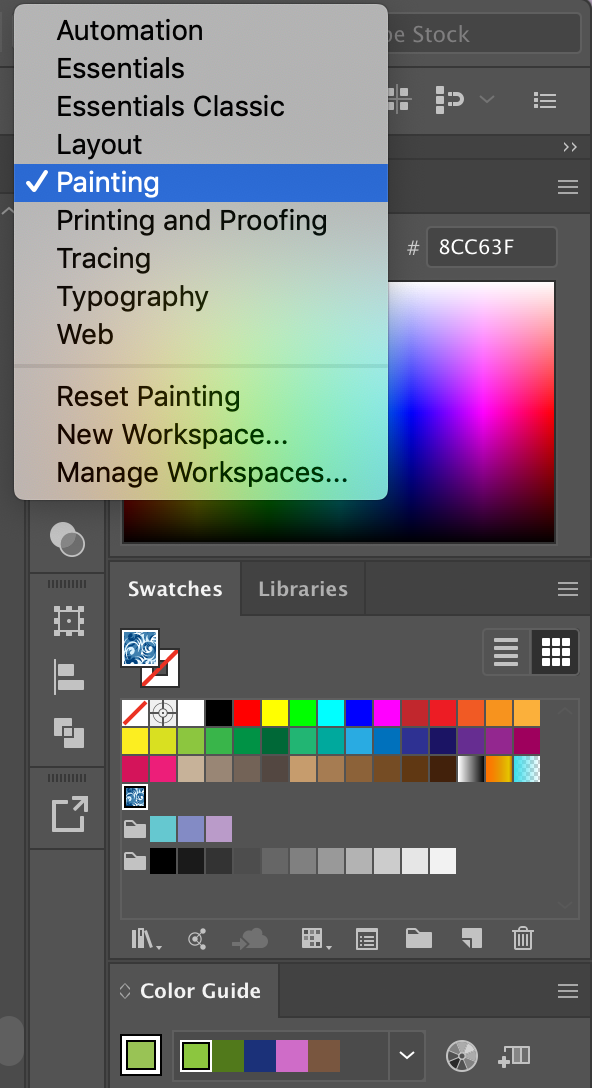 Automation
Essentials
Essentials Classic
Layout
Painting
Printing and Proofing
Tracing
Typography
Web
Reset Painting
New Workspace...
Manage Workspaces...
Stock
# 8CC63F
Swatches
Libraries
Color Guide